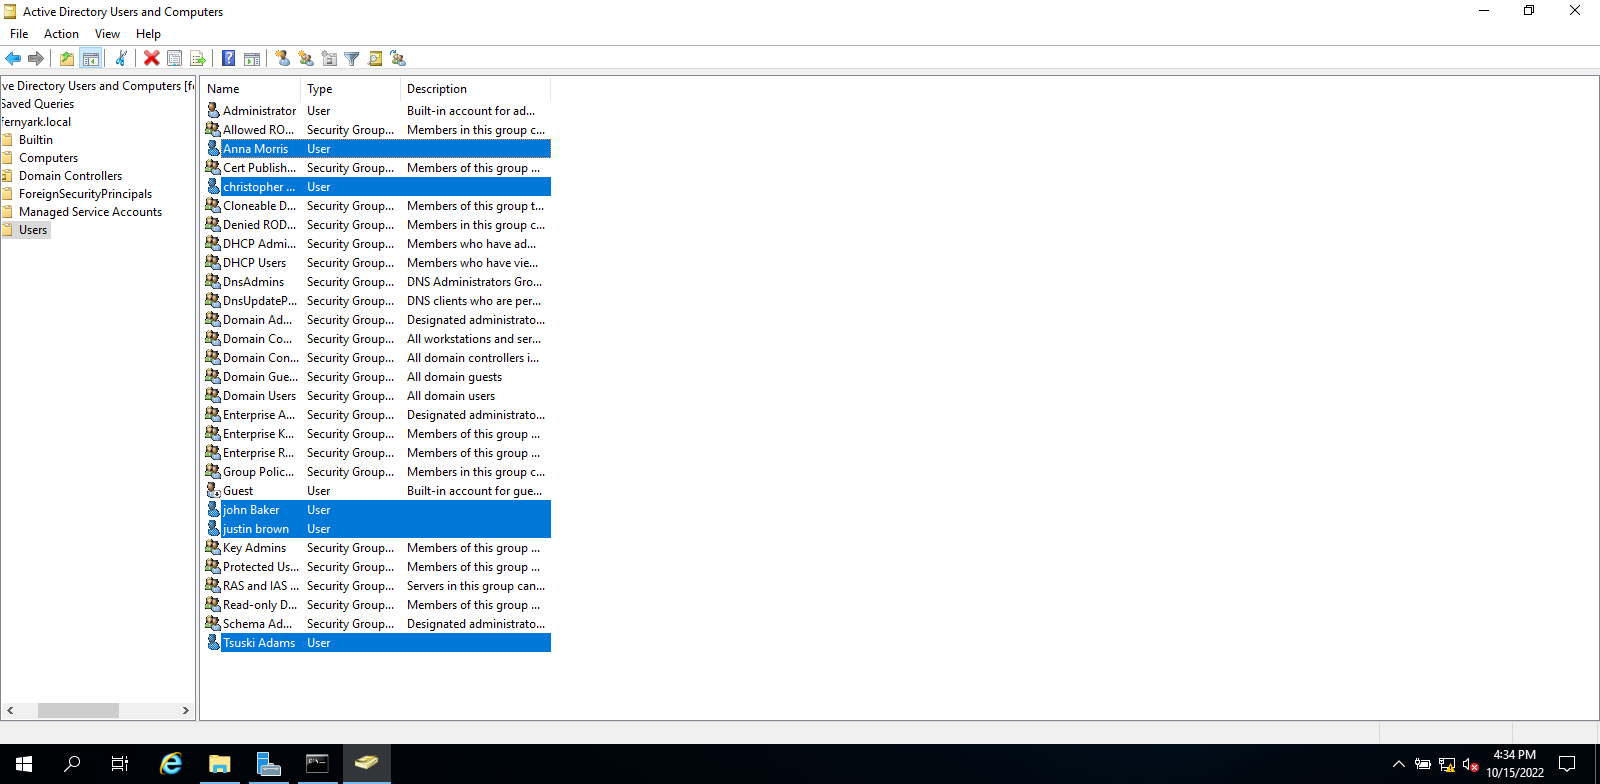 Active Directory Users and Computers
File Action View Help
ve Directory Users and Computers [f
Saved Queries
fernyark.local
Builtin
Computers
Domain Controllers
ForeignSecurityPrincipals
Managed Service Accounts
Users
Name Type Description
Administrator User Built-in account for ad...
Allowed RO... Security Group... Members in this group c...
Anna Morris User
Cert Publish... Security Group... Members of this group ...
christopher ... User
Cloneable D... Security Group... Members of this group t...
Denied ROD... Security Group... Members in this group c...
DHCP Admi... Security Group... Members who have ad...
DHCP Users Security Group... Members who have vie...
DnsAdmins Security Group... DNS Administrators Gro...
DnsUpdateP... Security Group... DNS clients who are per...
Domain Ad... Security Group... Designated administrato...
Domain Co... Security Group... All workstations and ser...
Domain Con... Security Group... All domain controllers i...
Domain Gue... Security Group... All domain guests
Domain Users Security Group... All domain users
Enterprise A... Security Group... Designated administrato...
Enterprise K... Security Group... Members of this group ...
Enterprise R... Security Group... Members of this group ...
Group Polic... Security Group... Members in this group c...
Guest User Built-in account for gue...
john Baker User
justin brown User
Key Admins Security Group... Members of this group ...
Protected Us... Security Group... Members of this group ...
RAS and IAS ... Security Group... Servers in this group can...
Read-only D... Security Group... Members of this group ...
Schema Ad... Security Group... Designated administrato...
Tsuski Adams User
4:34 PM
10/15/2022